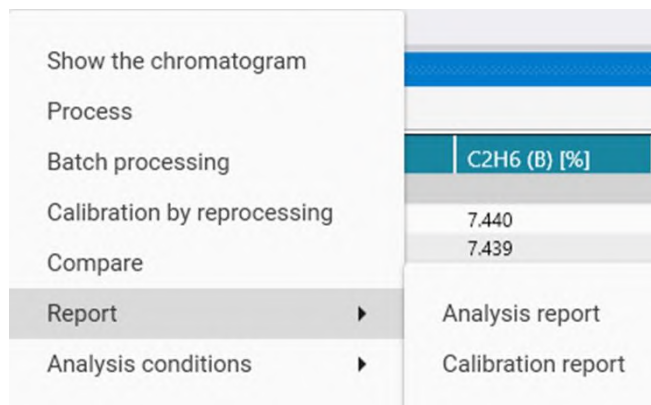 Show the chromatogram
Process
Batch processing
Calibration by reprocessing
Compare
Report
Analysis conditions
C2H6 (B) [%]
7.440
7.439
Analysis report
Calibration report